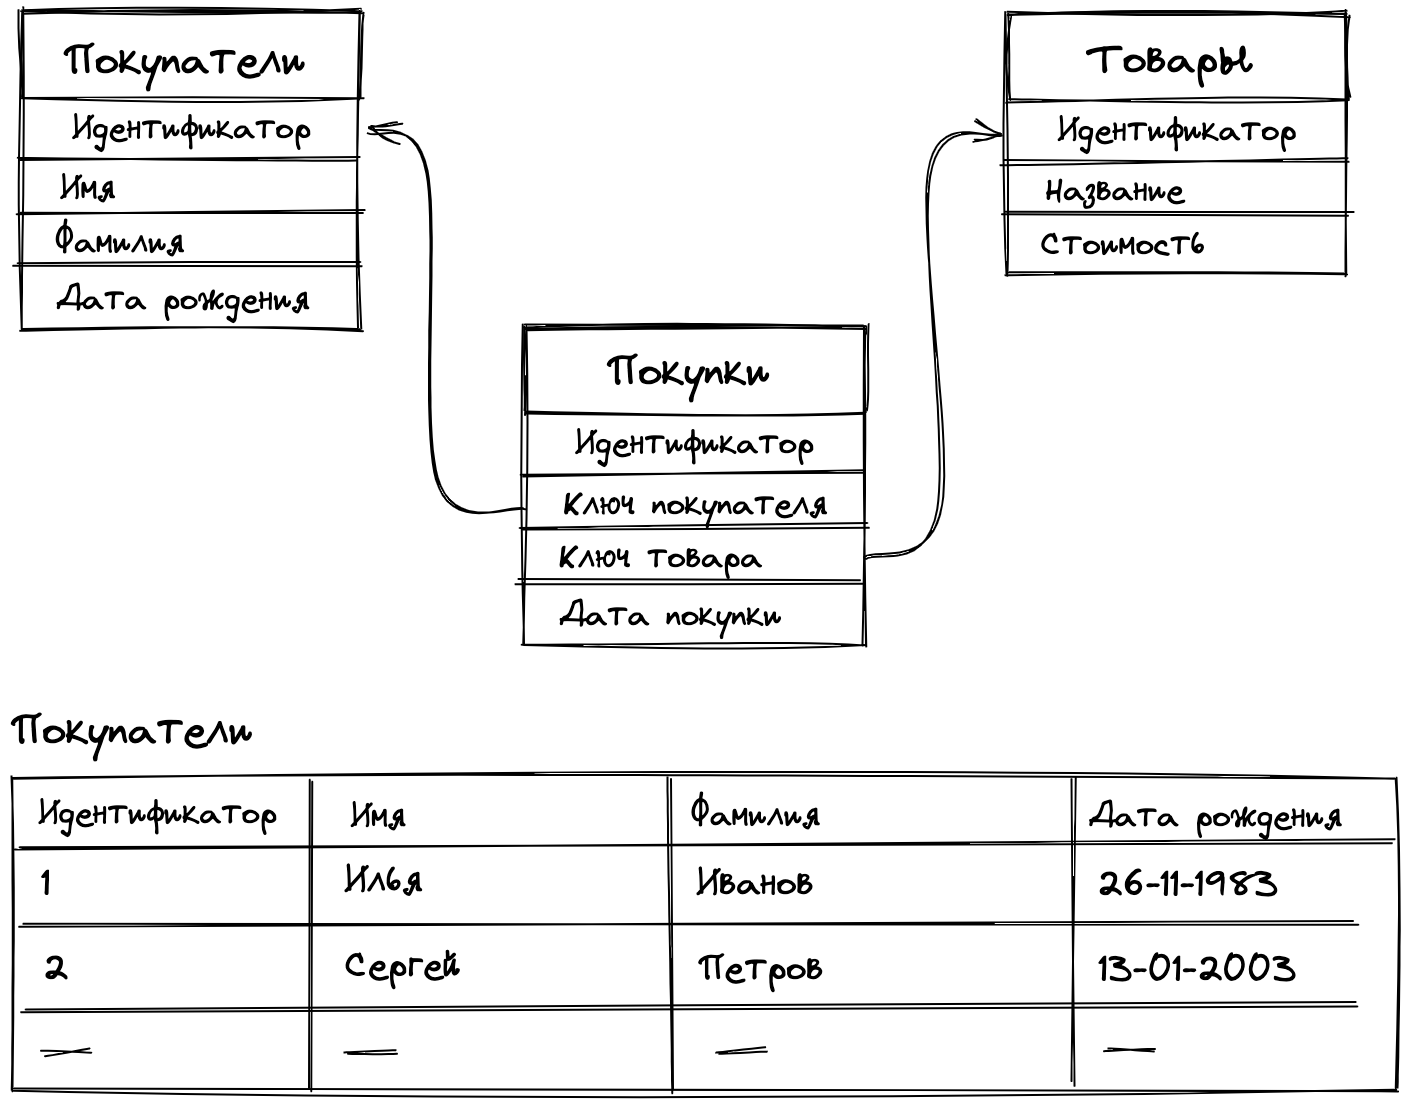 Покупатели
Идентификатор
Имя
Фамилия
Дата рождения
Товары
Идентификатор
Название
Стоимость
Покупки
Идентификатор
Ключ покупателя
Ключ товара
Дата покупки
Покупатели
Идентификатор Имя Фамилия Дата рождения
1 Илья Иванов 26-11-1983
2 Сергей Петров 13-01-2003
— — — —